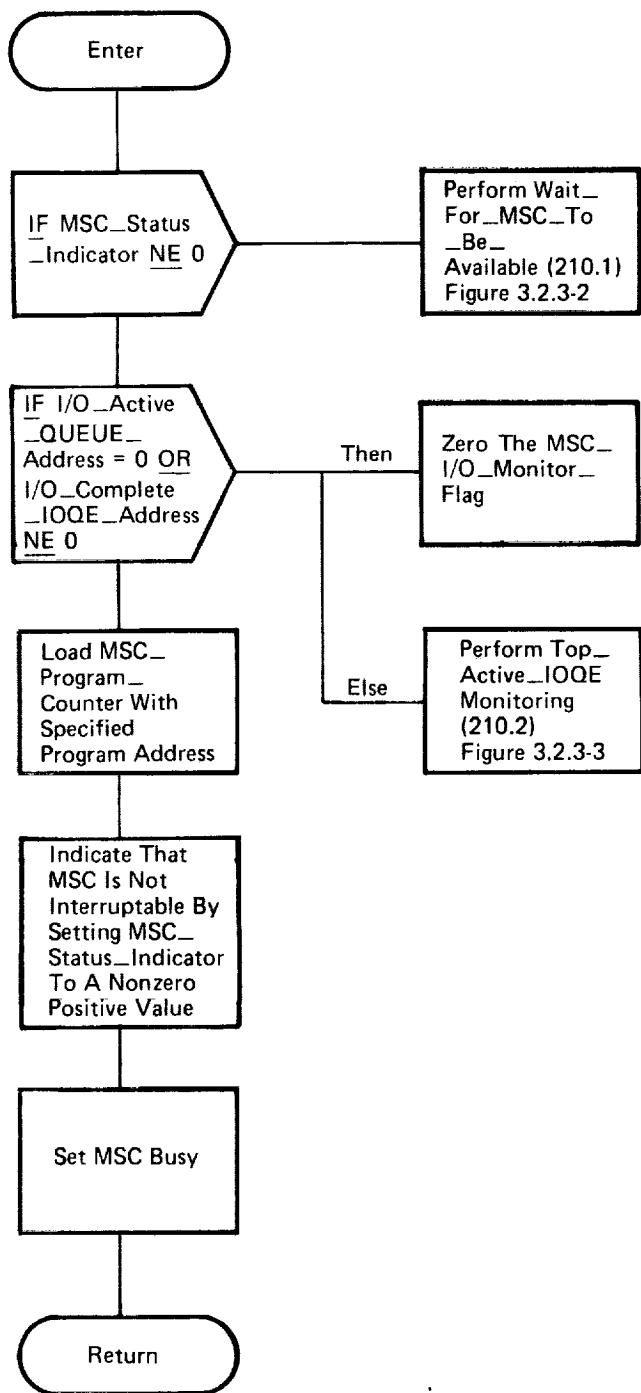 Enter
IF MSC_Status
_Indicator NE 0
Perform Wait_
For_MSC_To
_Be_
Available (210.1)
Figure 3.2.3-2
IF I/O_Active
_QUEUE_
Address = 0 OR
I/O_Complete
_IOQE_Address
NE 0
Then
Zero The MSC_
I/O_Monitor_
Flag
Else
Perform Top_
Active_IOQE
Monitoring
(210.2)
Figure 3.2.3-3
Load MSC_
Program_
Counter With
Specified
Program Address
Indicate That
MSC Is Not
Interruptable By
Setting MSC_
Status_Indicator
To A Nonzero
Positive Value
Set MSC Busy
Return